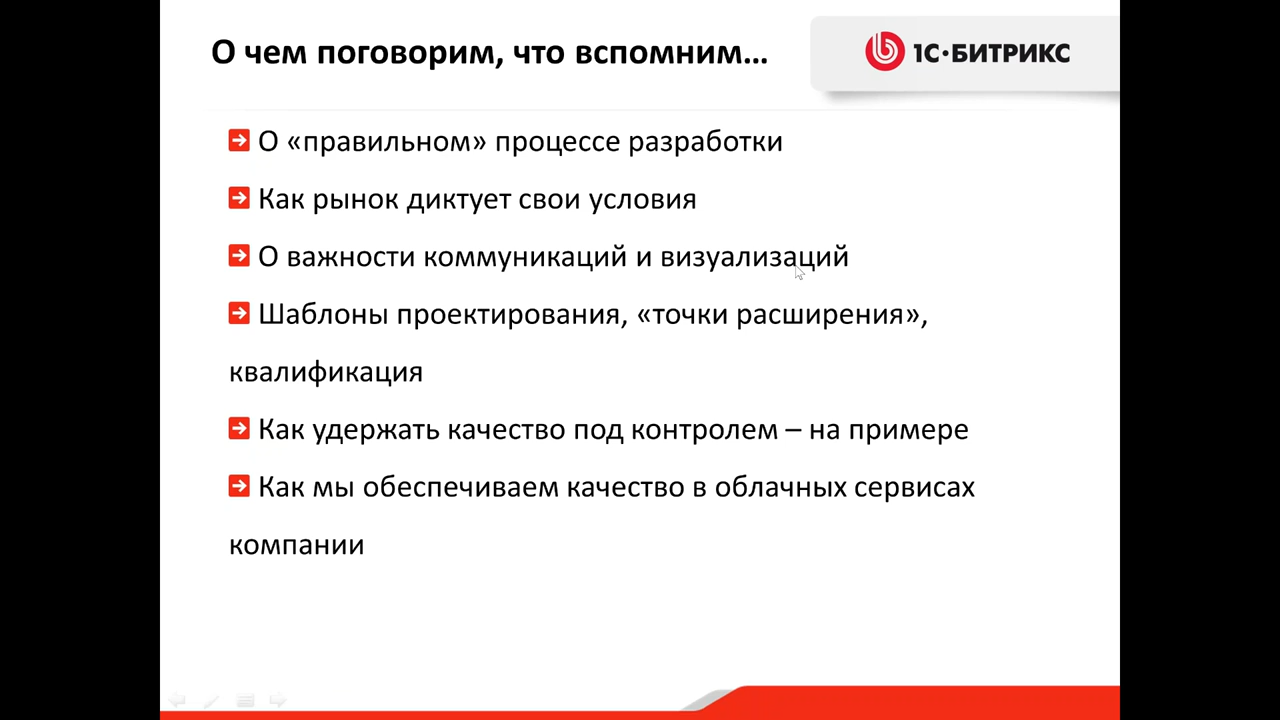 О чем поговорим, что вспомним...
1С·БИТРИКС
О «правильном» процессе разработки
Как рынок диктует свои условия
О важности коммуникаций и визуализаций
Шаблоны проектирования, «точки расширения»,
квалификация
Как удержать качество под контролем – на примере
Как мы обеспечиваем качество в облачных сервисах
компании